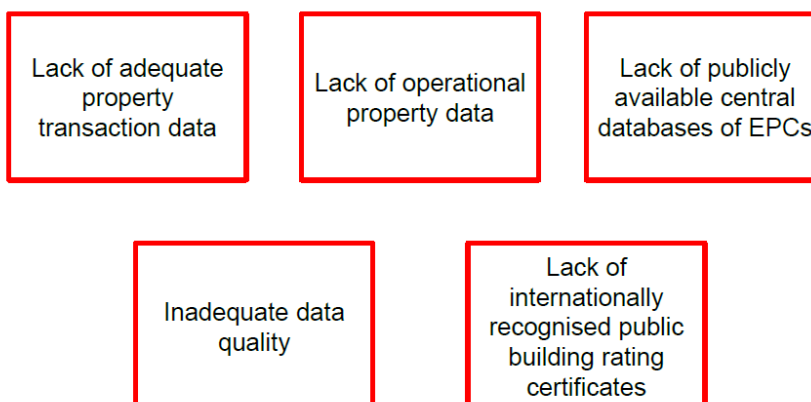 Lack of adequate
property
transaction data
Lack of operational
property data
Lack of publicly
available central
databases of EPCs
Inadequate data
quality
Lack of
internationally
recognised public
building rating
certificates